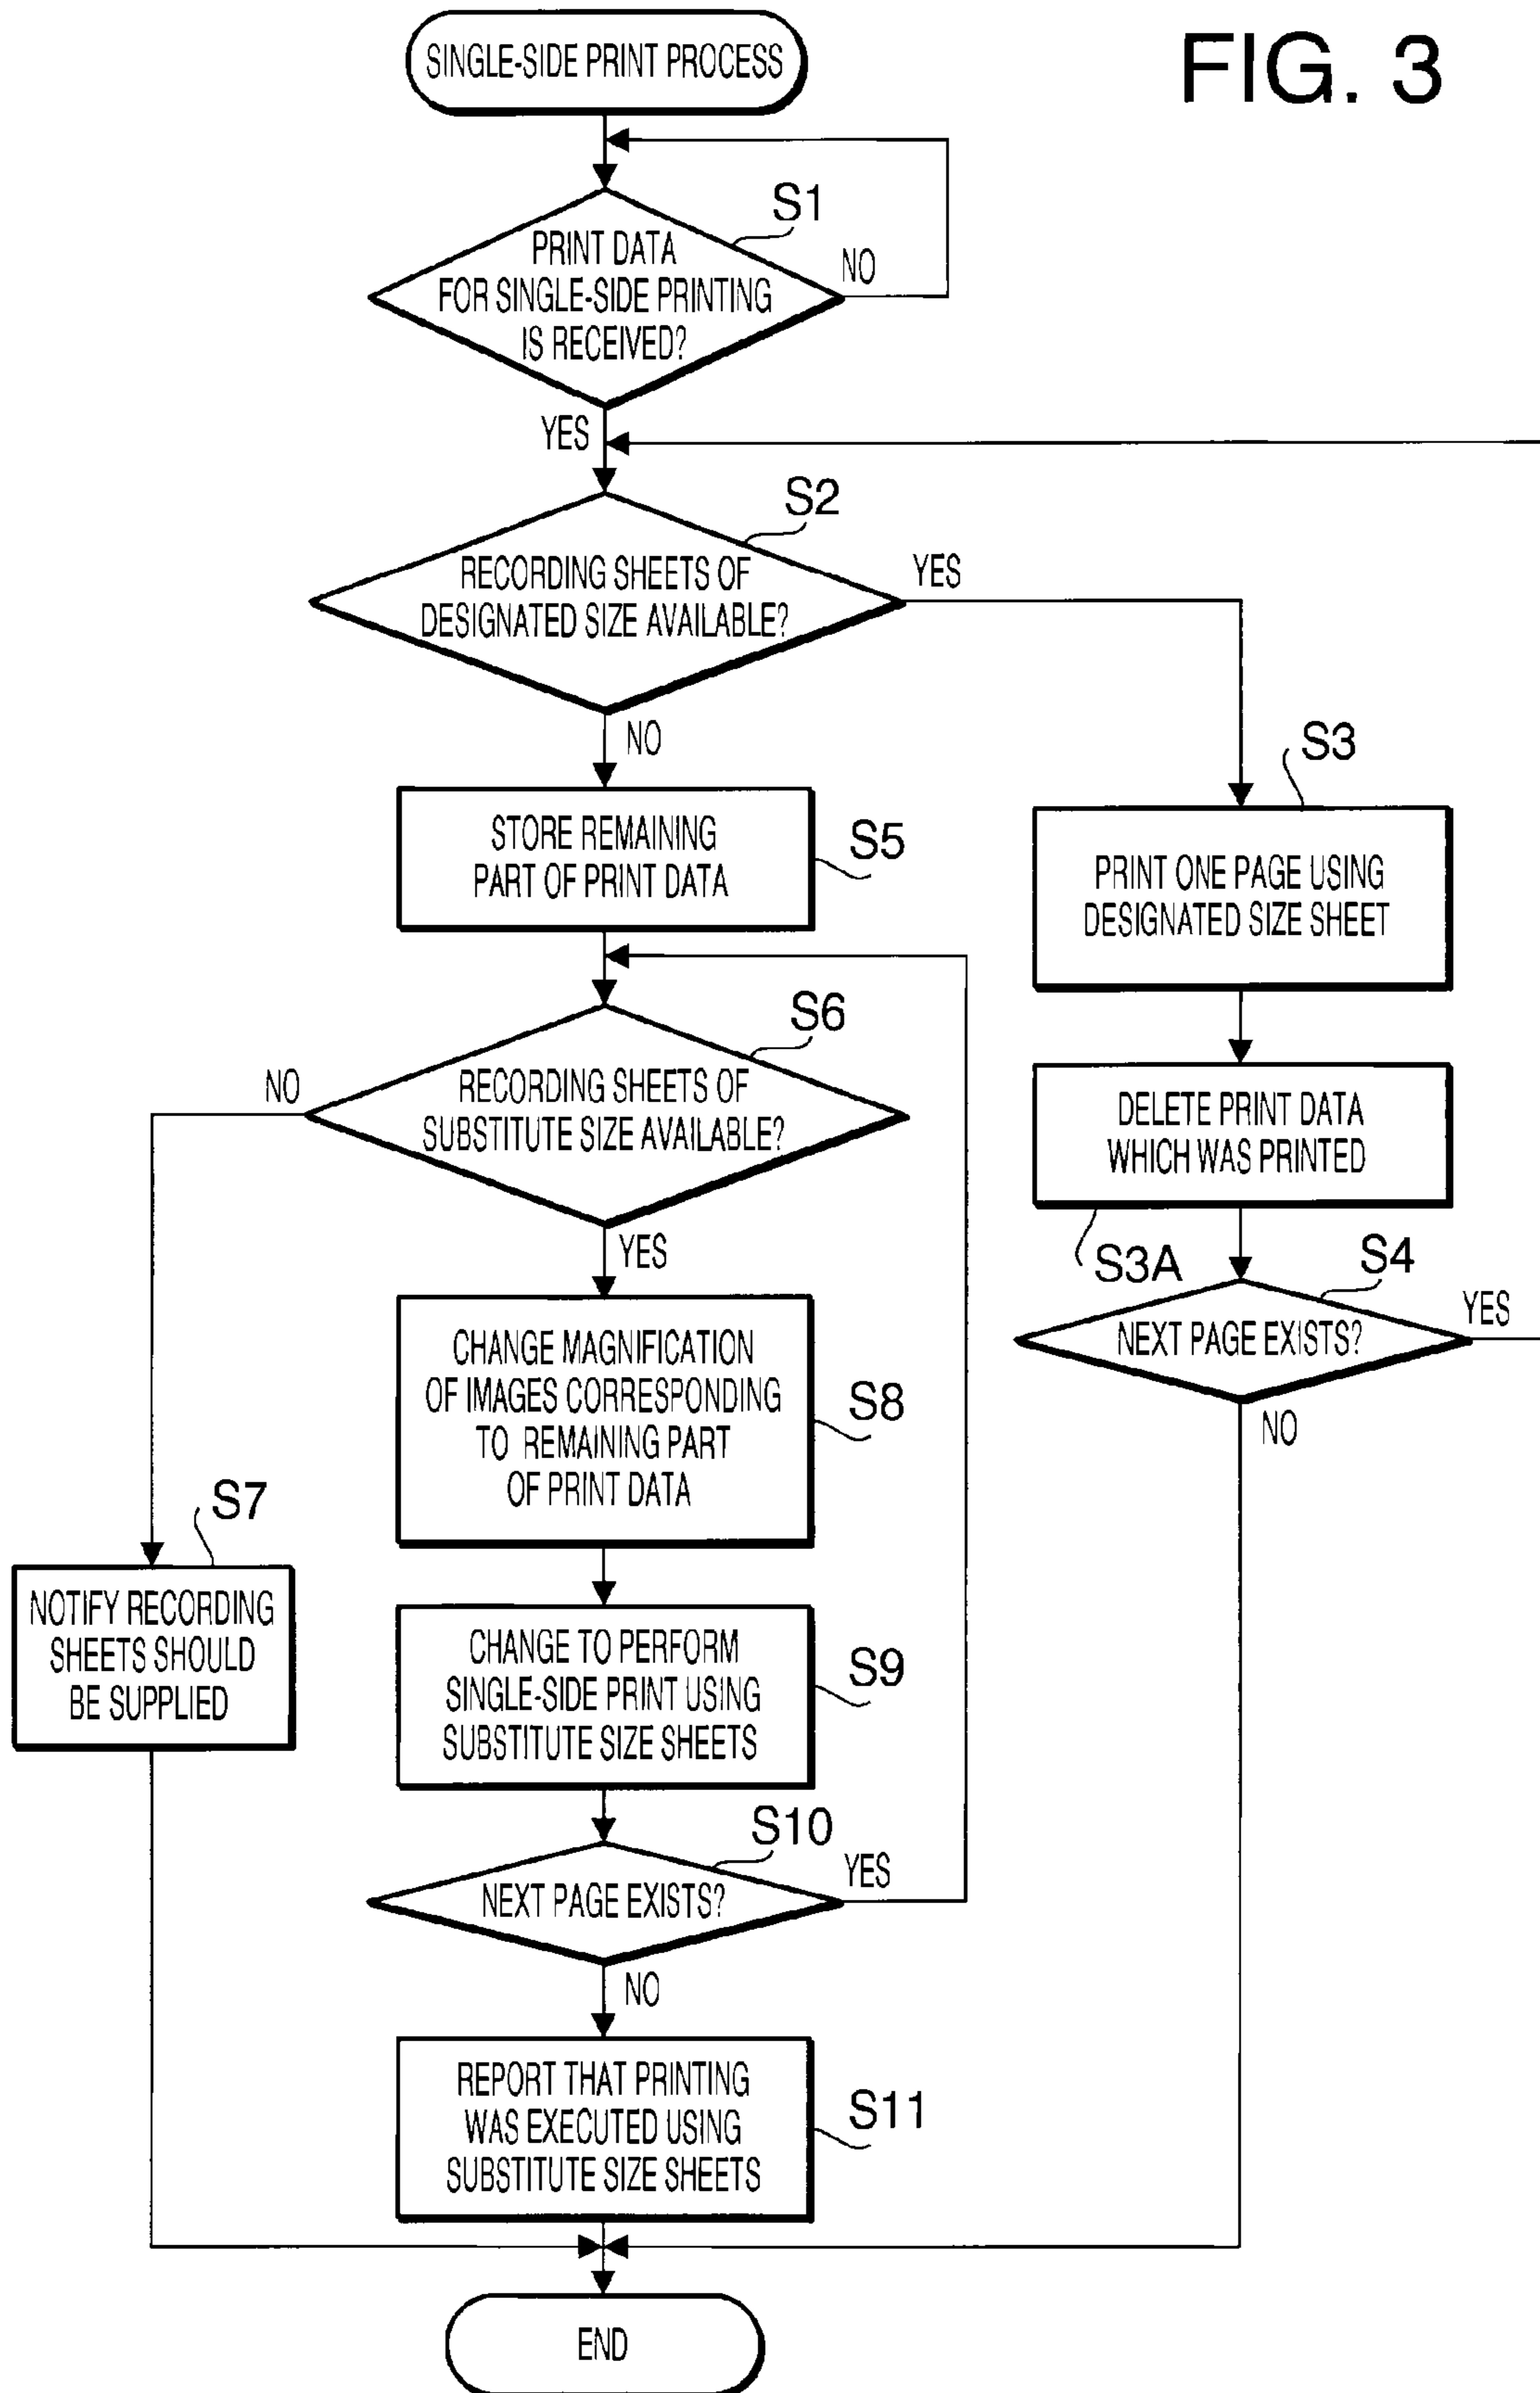 FIG. 3
SINGLE-SIDE PRINT PROCESS
S1
PRINT DATA
FOR SINGLE-SIDE PRINTING
IS RECEIVED?
NO
YES
S2
RECORDING SHEETS OF
DESIGNATED SIZE AVAILABLE?
YES
NO
S3
PRINT ONE PAGE USING
DESIGNATED SIZE SHEET
DELETE PRINT DATA
WHICH WAS PRINTED
S3A
S4
NEXT PAGE EXISTS?
YES
NO
STORE REMAINING
PART OF PRINT DATA
S5
S6
RECORDING SHEETS OF
SUBSTITUTE SIZE AVAILABLE?
NO
YES
S7
NOTIFY RECORDING
SHEETS SHOULD
BE SUPPLIED
CHANGE MAGNIFICATION
OF IMAGES CORRESPONDING
TO REMAINING PART
OF PRINT DATA
S8
CHANGE TO PERFORM
SINGLE-SIDE PRINT USING
SUBSTITUTE SIZE SHEETS
S9
S10
NEXT PAGE EXISTS?
YES
NO
REPORT THAT PRINTING
WAS EXECUTED USING
SUBSTITUTE SIZE SHEETS
S11
END